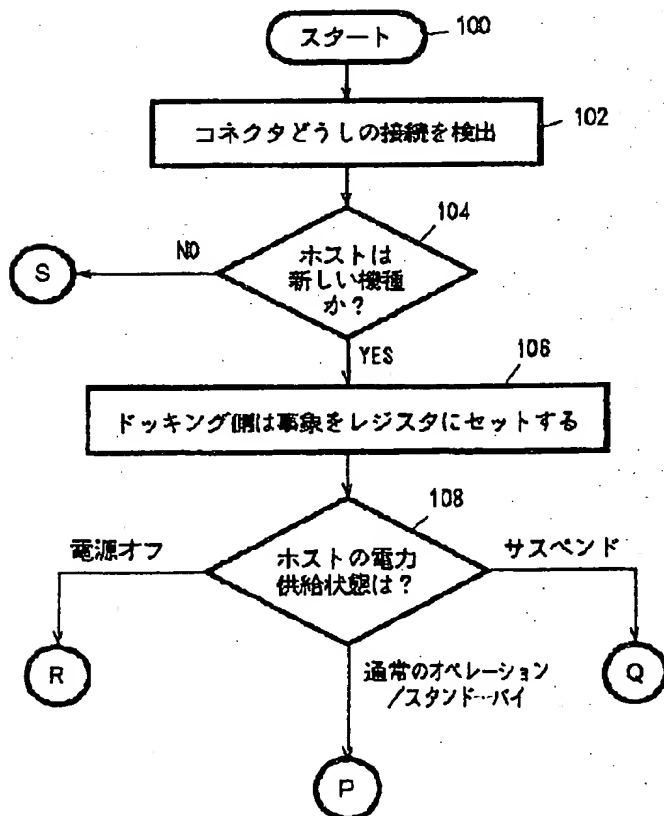 スタート
100
コネクタどうしの接続を検出
102
104
ホストは
新しい機種
か？
NO
S
YES
106
ドッキング側は事象をレジスタにセットする
108
ホストの電力
供給状態は？
電源オフ
サスペンド
R
通常のオペレーション
/スタンド・バイ
Q
P